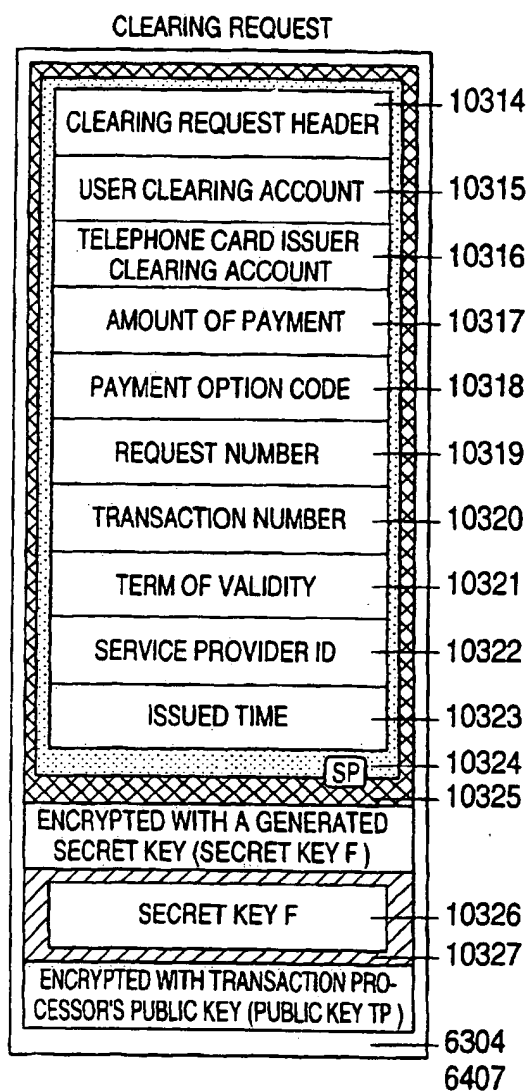 CLEARING REQUEST
CLEARING REQUEST HEADER 10314
USER CLEARING ACCOUNT 10315
TELEPHONE CARD ISSUER
CLEARING ACCOUNT 10316
AMOUNT OF PAYMENT 10317
PAYMENT OPTION CODE 10318
REQUEST NUMBER 10319
TRANSACTION NUMBER 10320
TERM OF VALIDITY 10321
SERVICE PROVIDER ID 10322
ISSUED TIME 10323
SP 10324
10325
ENCRYPTED WITH A GENERATED
SECRET KEY (SECRET KEY F)
SECRET KEY F 10326
10327
ENCRYPTED WITH TRANSACTION PRO-
CESSOR'S PUBLIC KEY (PUBLIC KEY TP)
6304
6407